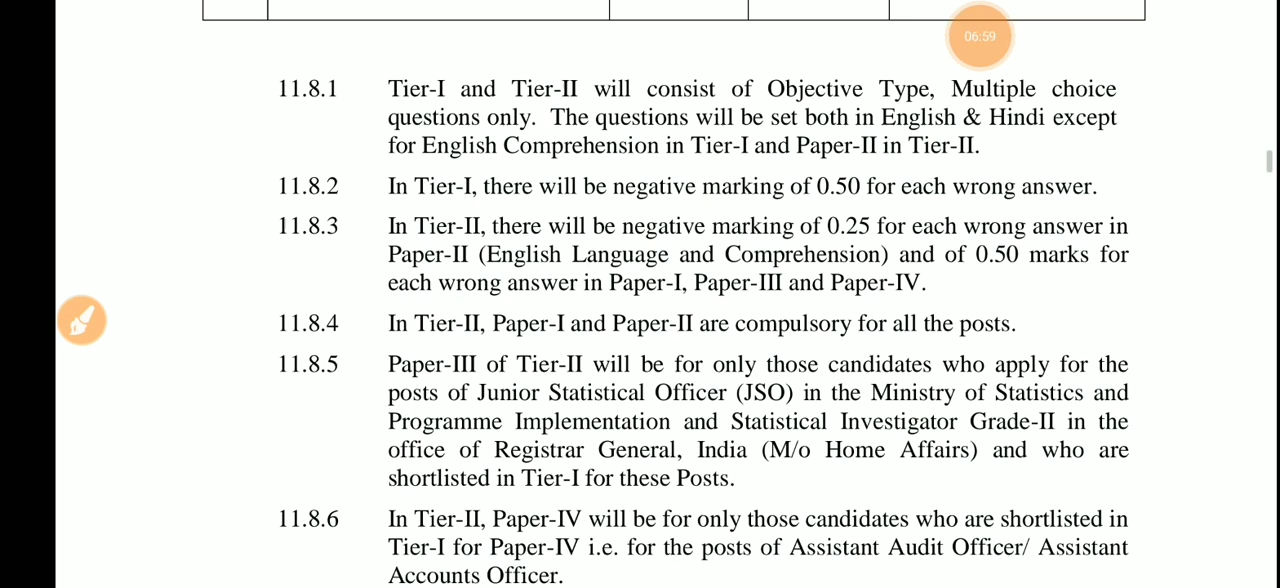 06:59
11.8.1 Tier-I and Tier-II will consist of Objective Type, Multiple choice
questions only. The questions will be set both in English & Hindi except
for English Comprehension in Tier-I and Paper-II in Tier-II.
11.8.2 In Tier-I, there will be negative marking of 0.50 for each wrong answer.
11.8.3 In Tier-II, there will be negative marking of 0.25 for each wrong answer in
Paper-II (English Language and Comprehension) and of 0.50 marks for
each wrong answer in Paper-I, Paper-III and Paper-IV.
11.8.4 In Tier-II, Paper-I and Paper-II are compulsory for all the posts.
11.8.5 Paper-III of Tier-II will be for only those candidates who apply for the
posts of Junior Statistical Officer (JSO) in the Ministry of Statistics and
Programme Implementation and Statistical Investigator Grade-II in the
office of Registrar General, India (M/o Home Affairs) and who are
shortlisted in Tier-I for these Posts.
11.8.6 In Tier-II, Paper-IV will be for only those candidates who are shortlisted in
Tier-I for Paper-IV i.e. for the posts of Assistant Audit Officer/ Assistant
Accounts Officer.